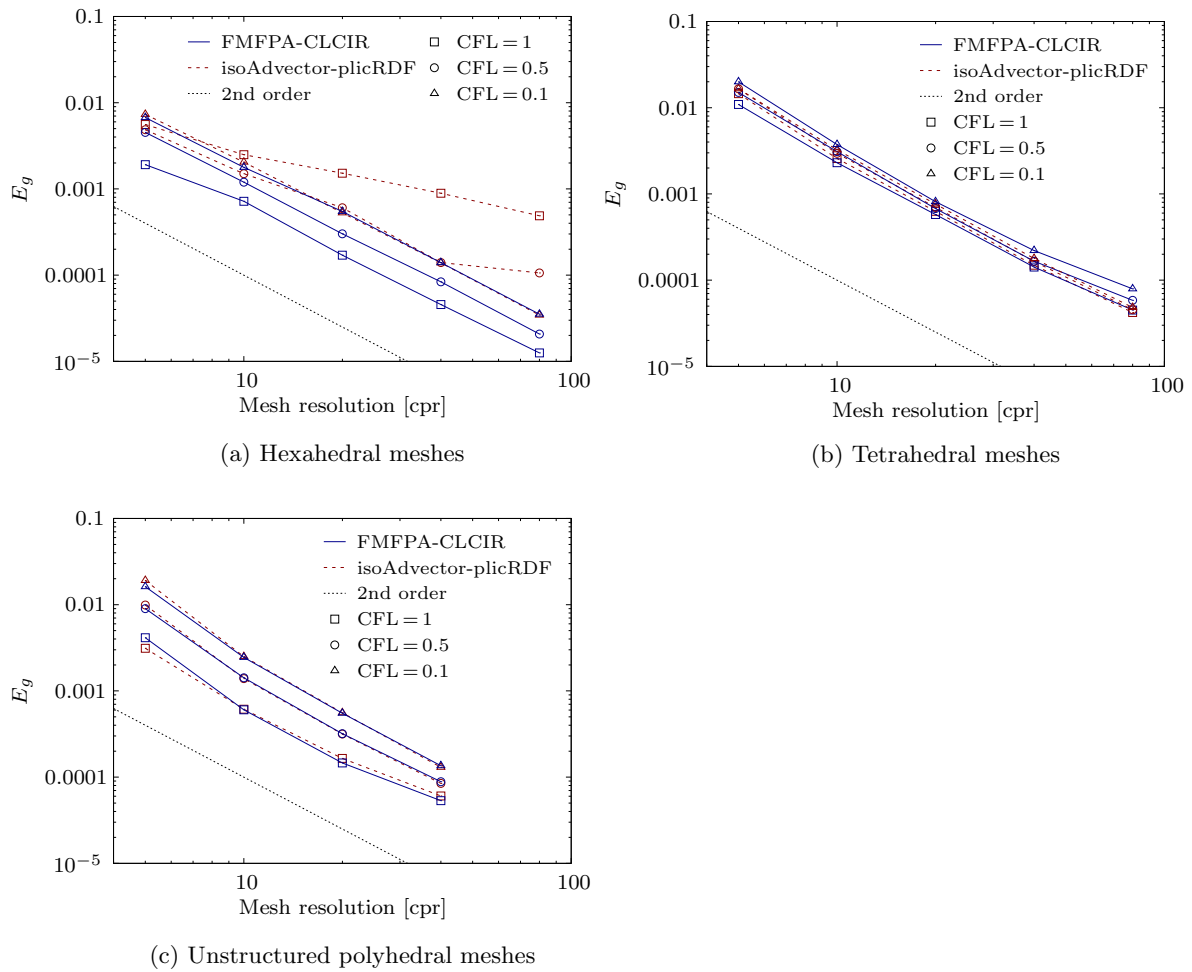 0.1
0.01
0.001
0.0001
10⁻⁵
E_g
FMFPA-CLCIR
isoAdvector-plicRDF
2nd order
CFL = 1
CFL = 0.5
CFL = 0.1
10
100
Mesh resolution [cpr]
(a) Hexahedral meshes
0.1
0.01
0.001
0.0001
10⁻⁵
E_g
FMFPA-CLCIR
isoAdvector-plicRDF
2nd order
CFL = 1
CFL = 0.5
CFL = 0.1
10
100
Mesh resolution [cpr]
(b) Tetrahedral meshes
0.1
0.01
0.001
0.0001
10⁻⁵
E_g
FMFPA-CLCIR
isoAdvector-plicRDF
2nd order
CFL = 1
CFL = 0.5
CFL = 0.1
10
100
Mesh resolution [cpr]
(c) Unstructured polyhedral meshes